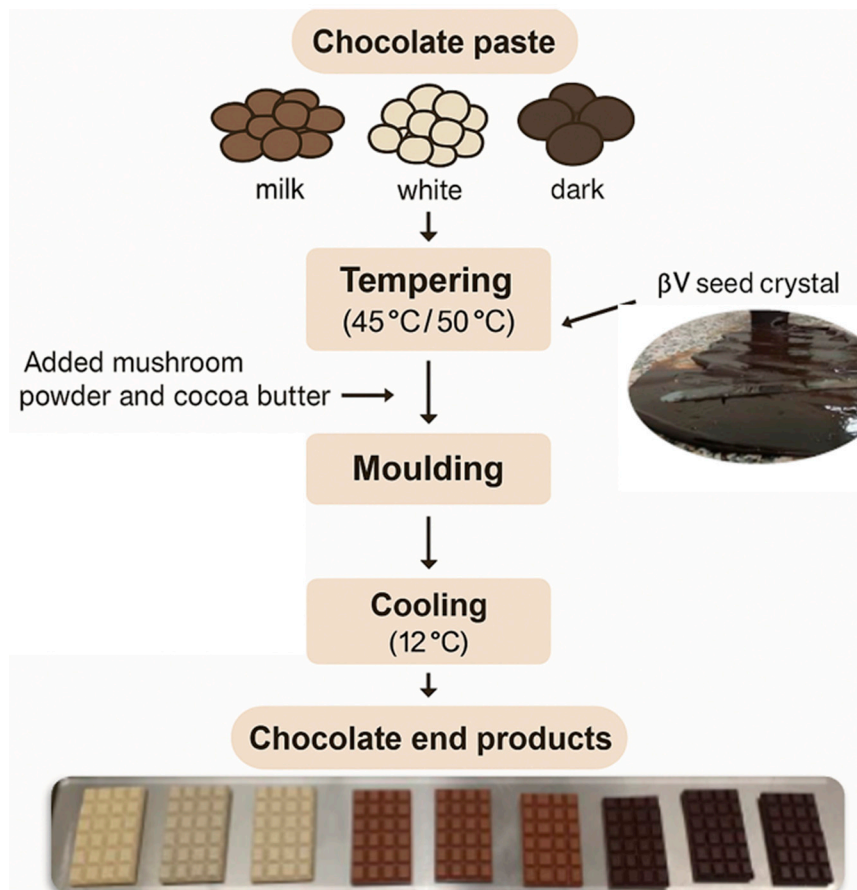 Chocolate paste
milk
white
dark
Tempering
(45 °C / 50 °C)
βV seed crystal
Added mushroom
powder and cocoa butter
Moulding
Cooling
(12 °C)
Chocolate end products